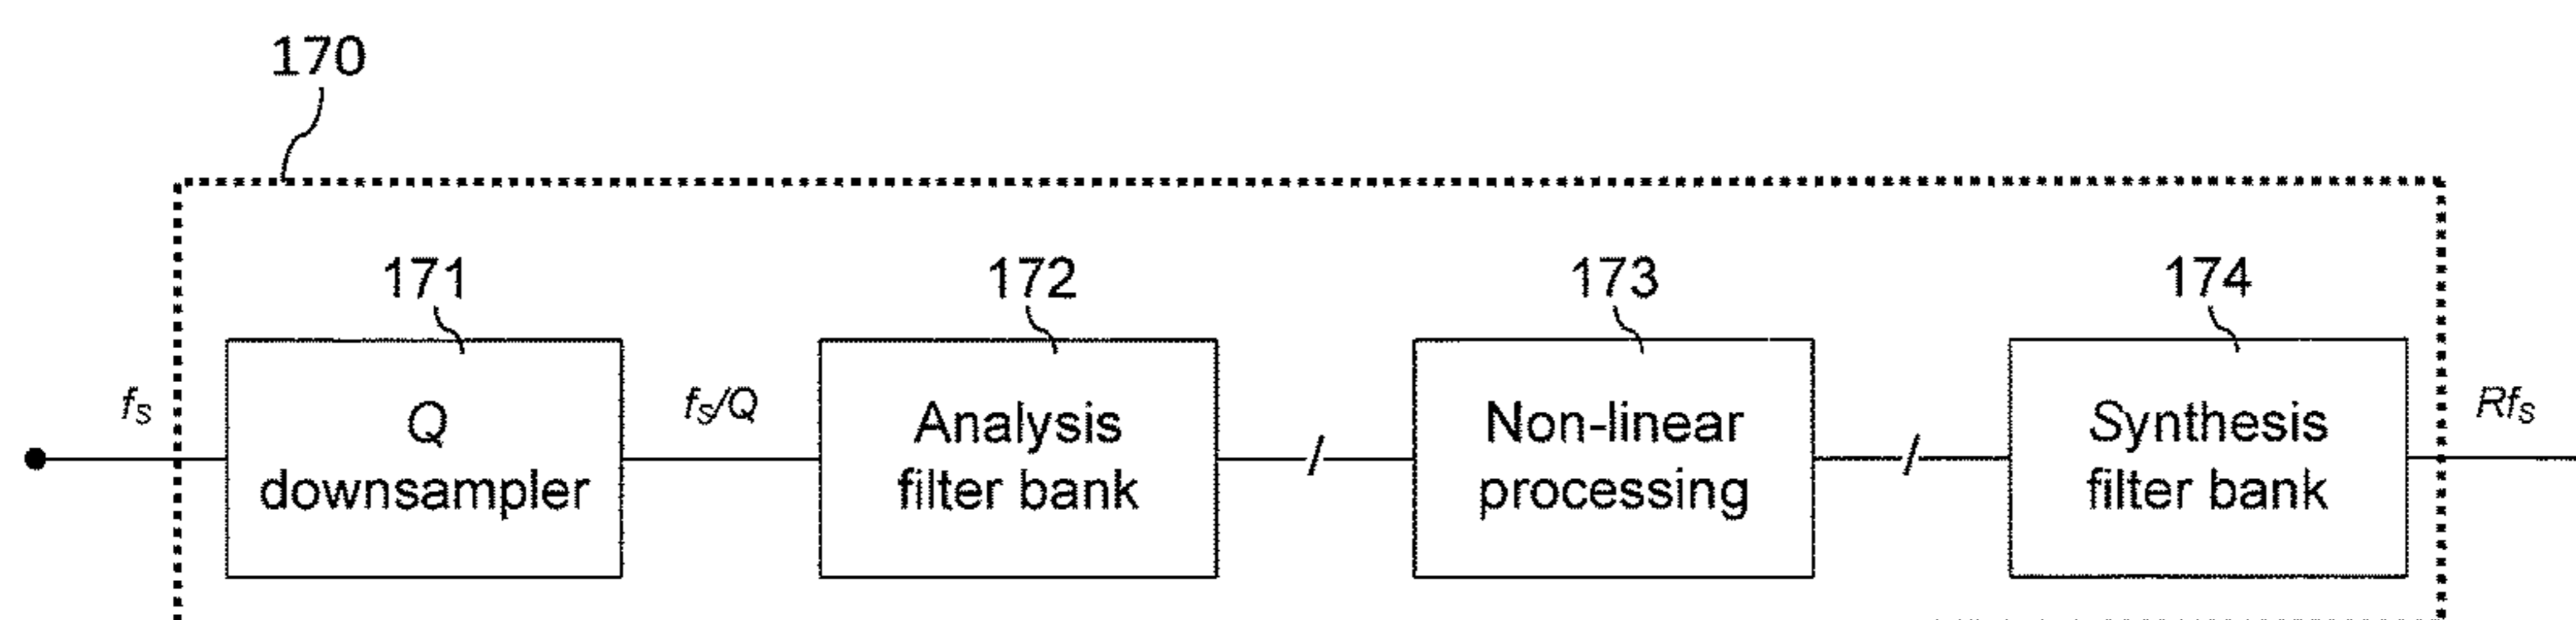 170
171
172
173
174
fS
Q
downsampler
fS/Q
Analysis
filter bank
Non-linear
processing
Synthesis
filter bank
RfS